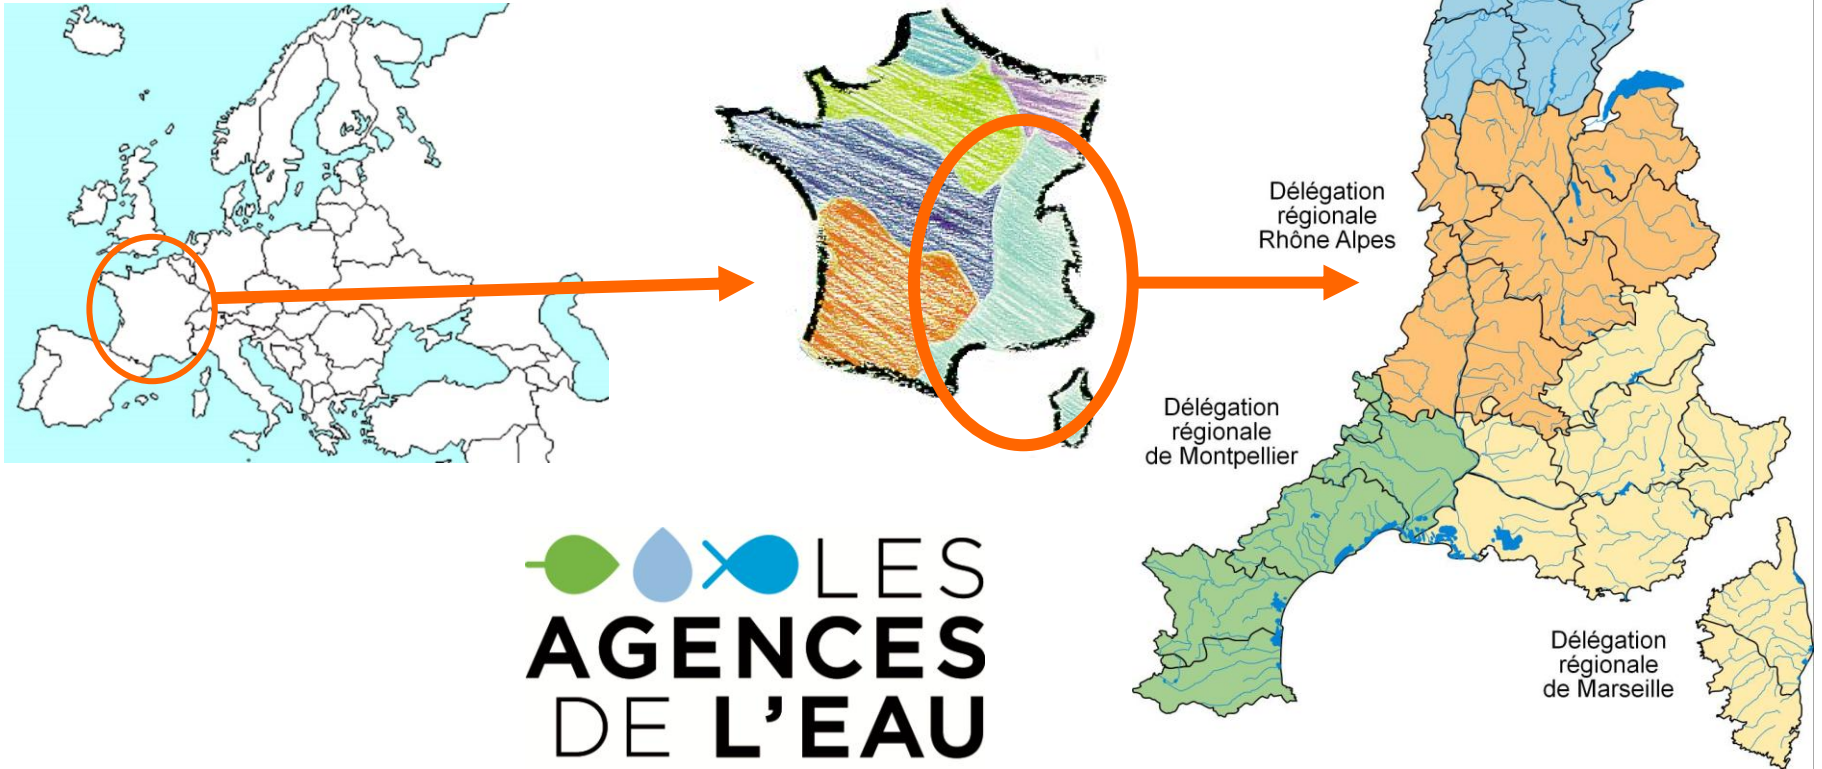 Délégation
régionale
Rhône Alpes
Délégation
régionale
de Montpellier
LES
AGENCES
DE L'EAU
Délégation
régionale
de Marseille